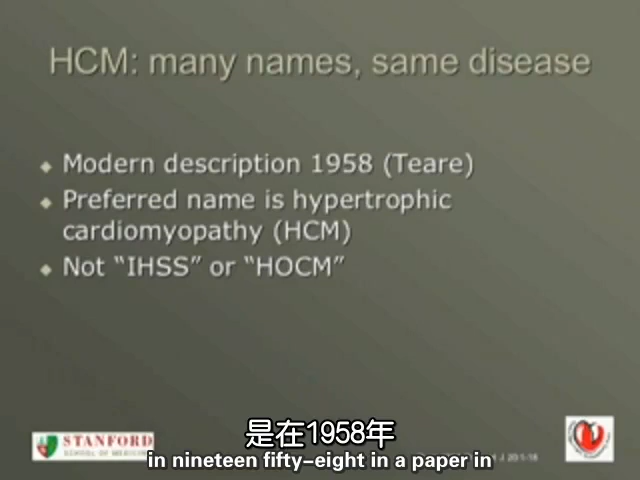 HCM: many names, same disease
Modern description 1958 (Teare)
Preferred name is hypertrophic
cardiomyopathy (HCM)
Not “IHSS” or “HOCM”
是在1958年
STANFORD
SCHOOL OF MEDICINE
in nineteen fifty-eight in a paper in